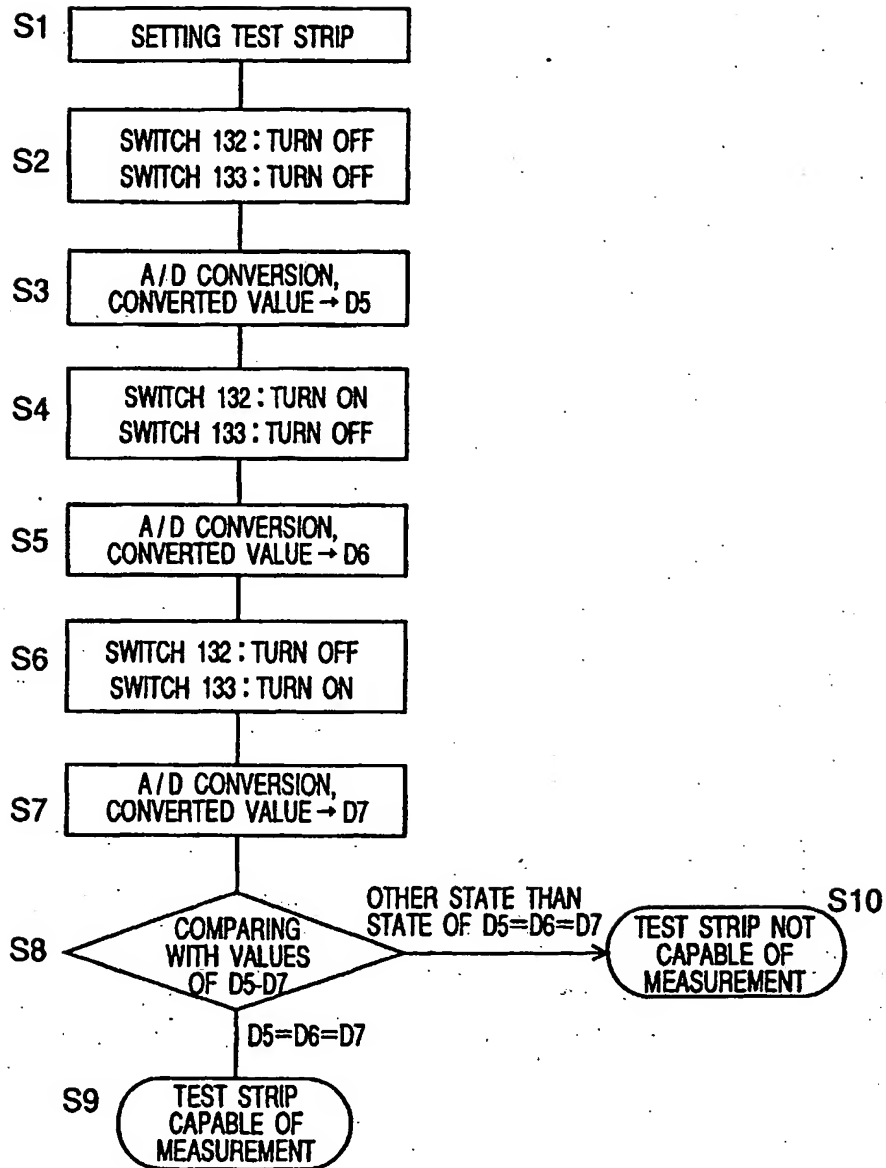 S1
SETTING TEST STRIP
S2
SWITCH 132: TURN OFF
SWITCH 133: TURN OFF
S3
A/D CONVERSION,
CONVERTED VALUE → D5
S4
SWITCH 132: TURN ON
SWITCH 133: TURN OFF
S5
A/D CONVERSION,
CONVERTED VALUE → D6
S6
SWITCH 132: TURN OFF
SWITCH 133: TURN ON
S7
A/D CONVERSION,
CONVERTED VALUE → D7
S8
COMPARING
WITH VALUES
OF D5-D7
OTHER STATE THAN
STATE OF D5=D6=D7
S10
TEST STRIP NOT
CAPABLE OF
MEASUREMENT
D5=D6=D7
S9
TEST STRIP
CAPABLE OF
MEASUREMENT